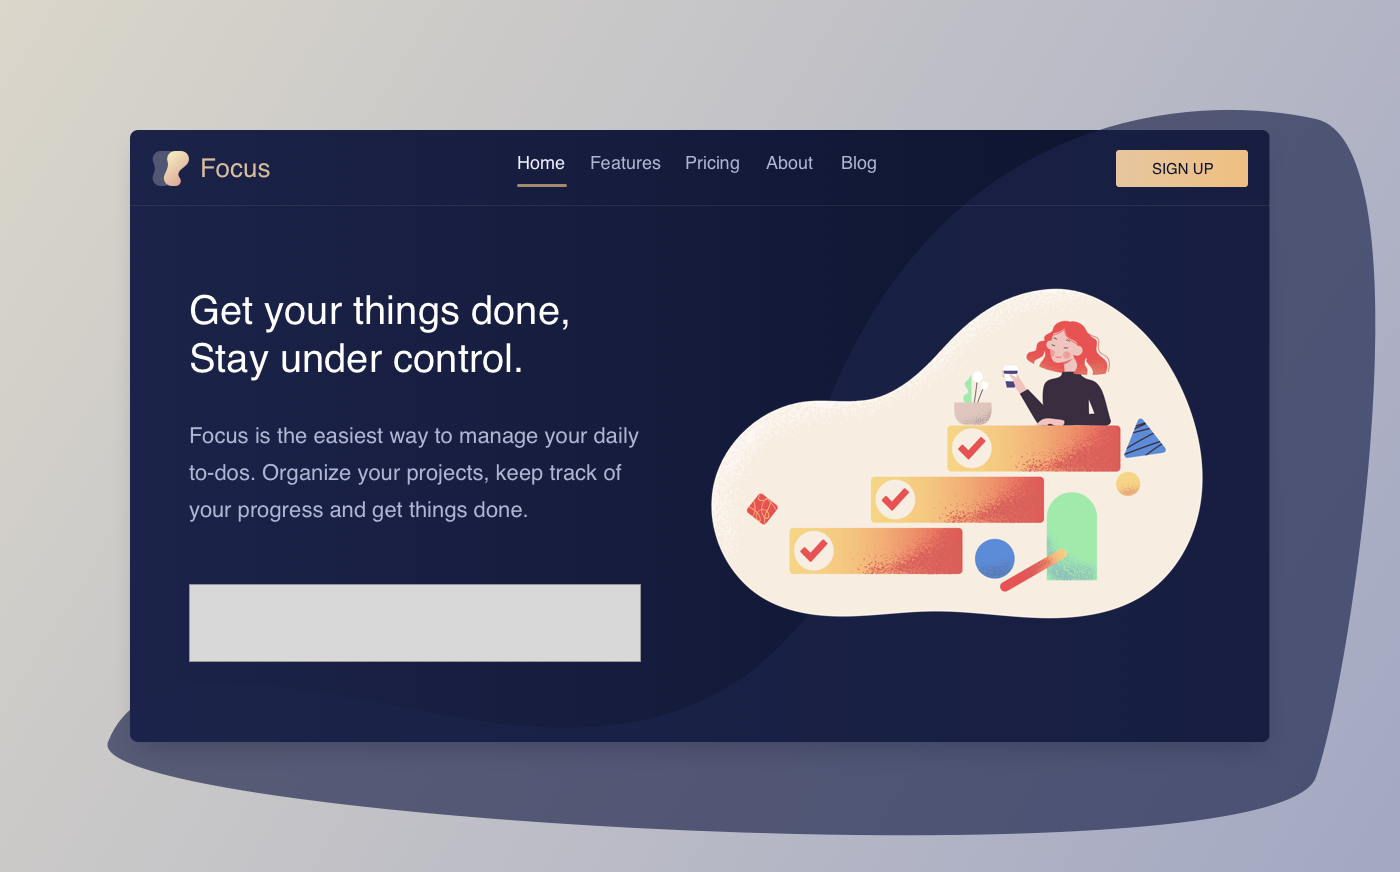 Focus
Home Features Pricing About Blog
SIGN UP
Get your things done,
Stay under control.
Focus is the easiest way to manage your daily
to-dos. Organize your projects, keep track of
your progress and get things done.